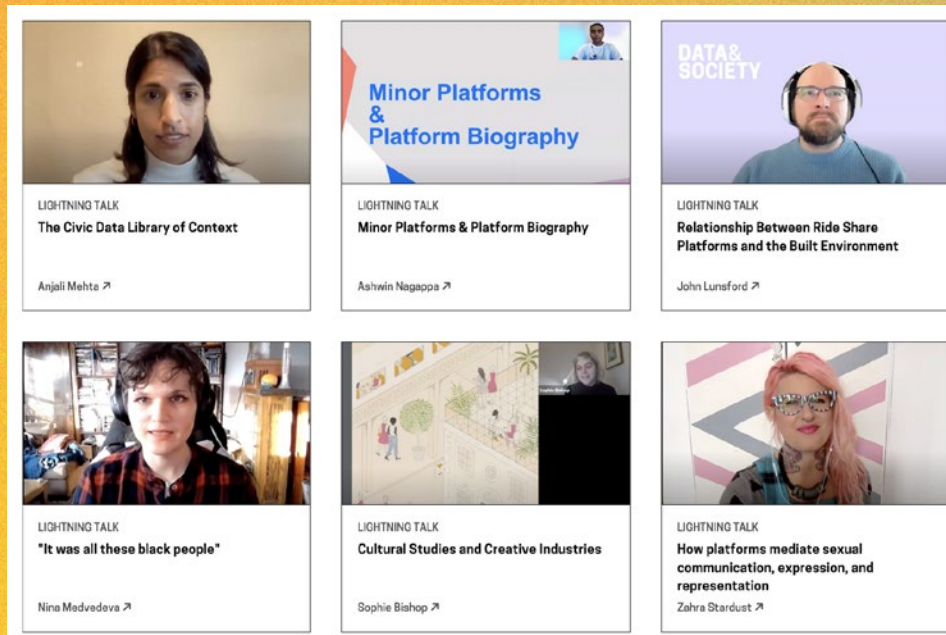 Minor Platforms
&
Platform Biography
DATA&
SOCIETY
LIGHTNING TALK
The Civic Data Library of Context
Anjali Mehta ↗
LIGHTNING TALK
Minor Platforms & Platform Biography
Ashwin Nagappa ↗
LIGHTNING TALK
Relationship Between Ride Share
Platforms and the Built Environment
John Lunsford ↗
Sophie Bishop
LIGHTNING TALK
"It was all these black people"
Nina Medvedeva ↗
LIGHTNING TALK
Cultural Studies and Creative Industries
Sophie Bishop ↗
LIGHTNING TALK
How platforms mediate sexual
communication, expression, and
representation
Zahra Stardust ↗